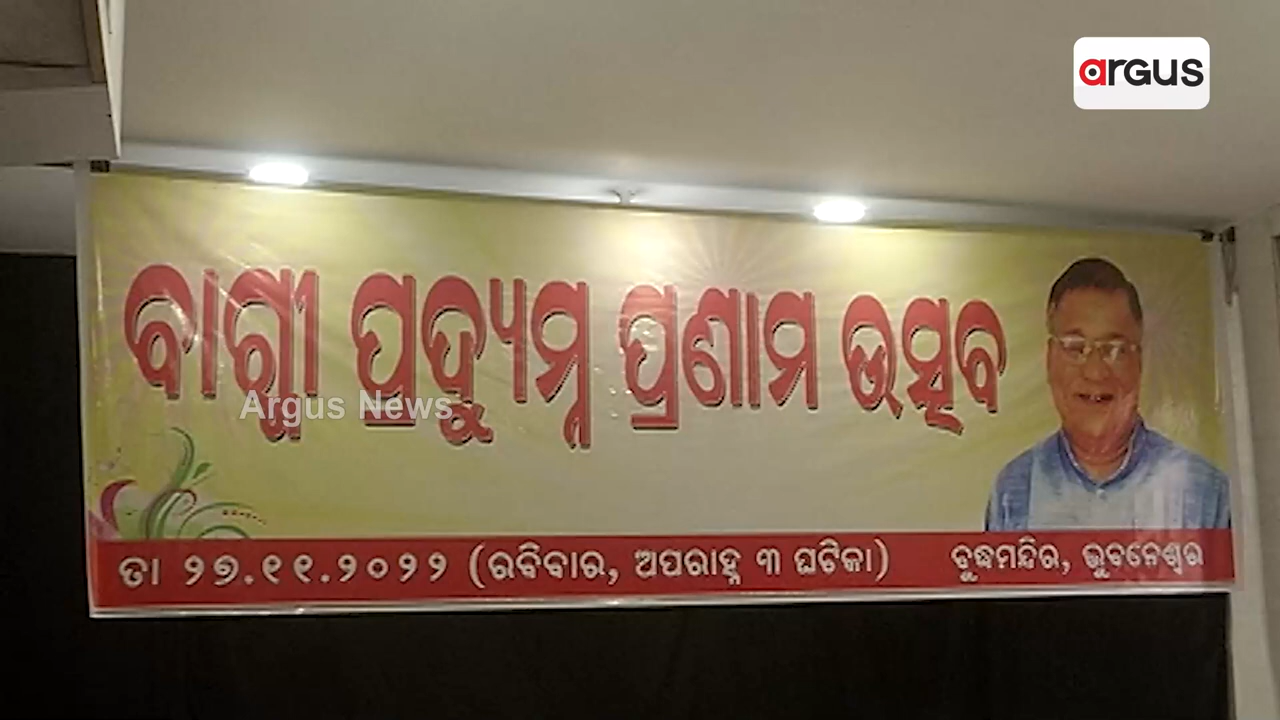 argus
ବାଗ୍ମୀ ପ୍ରଦ୍ୟୁମ୍ନ ପ୍ରଣାମ ଉତ୍ସବ
Argus News
ତା ୨୭.୧୧.୨୦୨୨ (ରବିବାର, ଅପରାହ୍ନ ୩ ଘଟିକା) ବୁଦ୍ଧମନ୍ଦିର, ଭୁବନେଶ୍ୱର